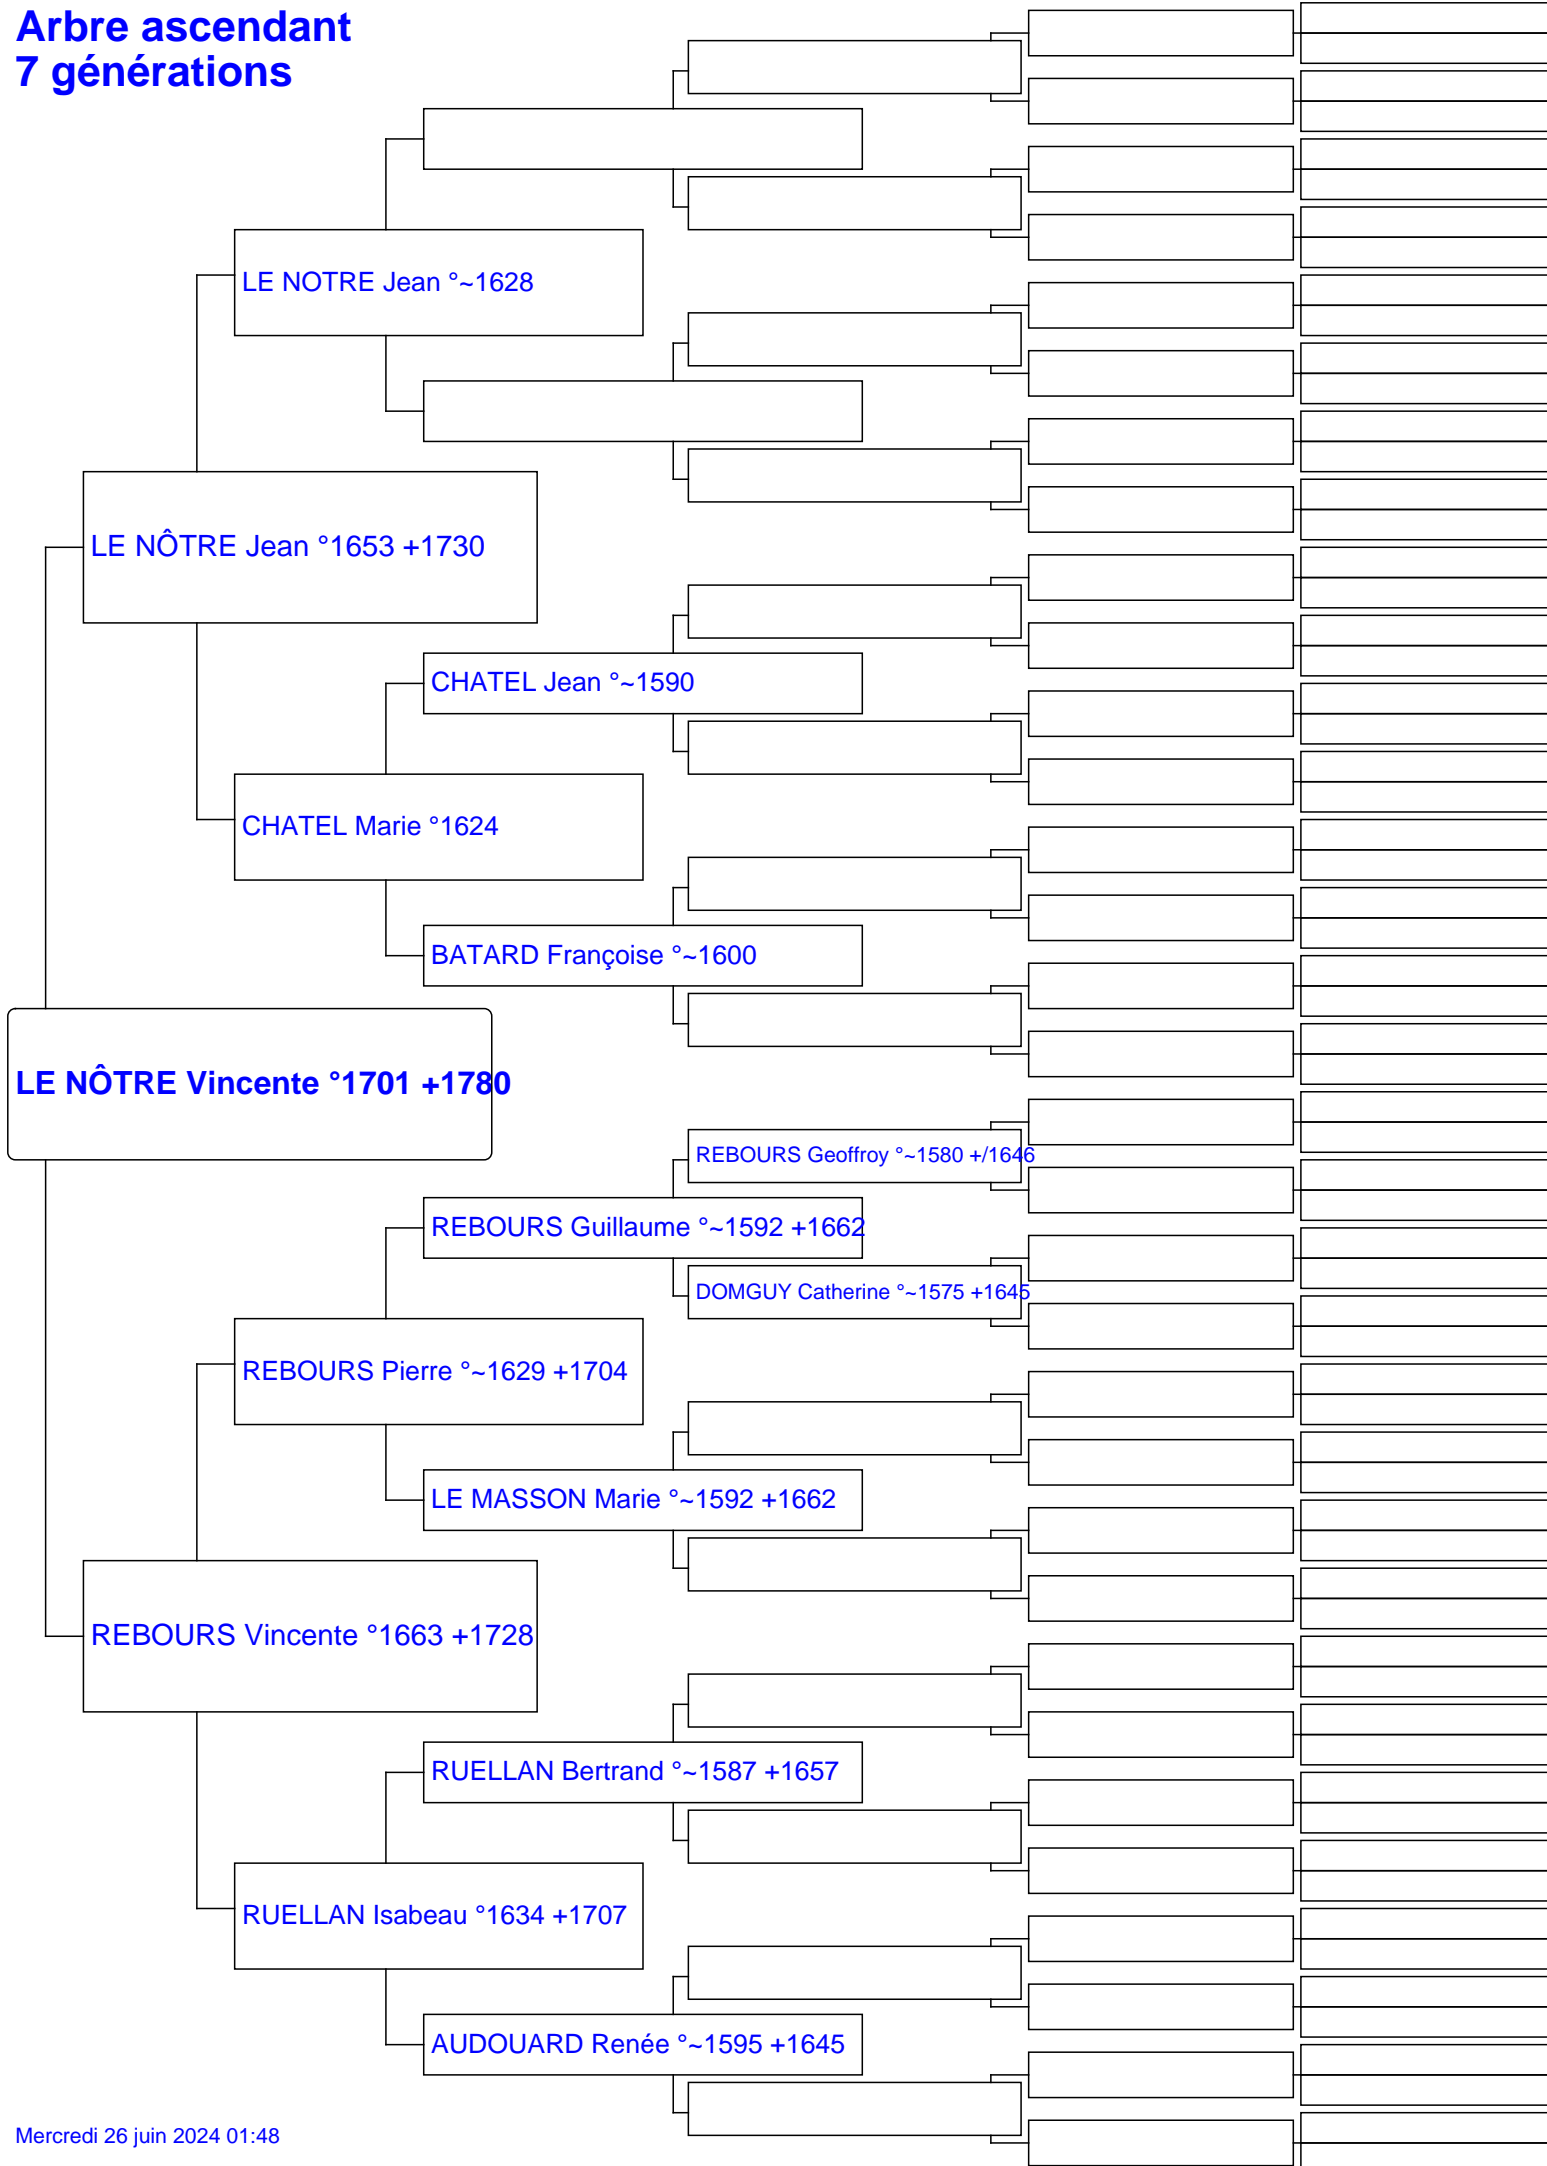 Arbre ascendant
7 générations
LE NOTRE Jean °~1628
LE NÔTRE Jean °1653 +1730
CHATEL Jean °~1590
CHATEL Marie °1624
BATARD Françoise °~1600
LE NÔTRE Vincente °1701 +1780
REBOURS Geoffroy °~1580 +/1646
REBOURS Guillaume °~1592 +1662
DOMGUY Catherine °~1575 +1645
REBOURS Pierre °~1629 +1704
LE MASSON Marie °~1592 +1662
REBOURS Vincente °1663 +1728
RUELLAN Bertrand °~1587 +1657
RUELLAN Isabeau °1634 +1707
AUDOUARD Renée °~1595 +1645
Mercredi 26 juin 2024 01:48